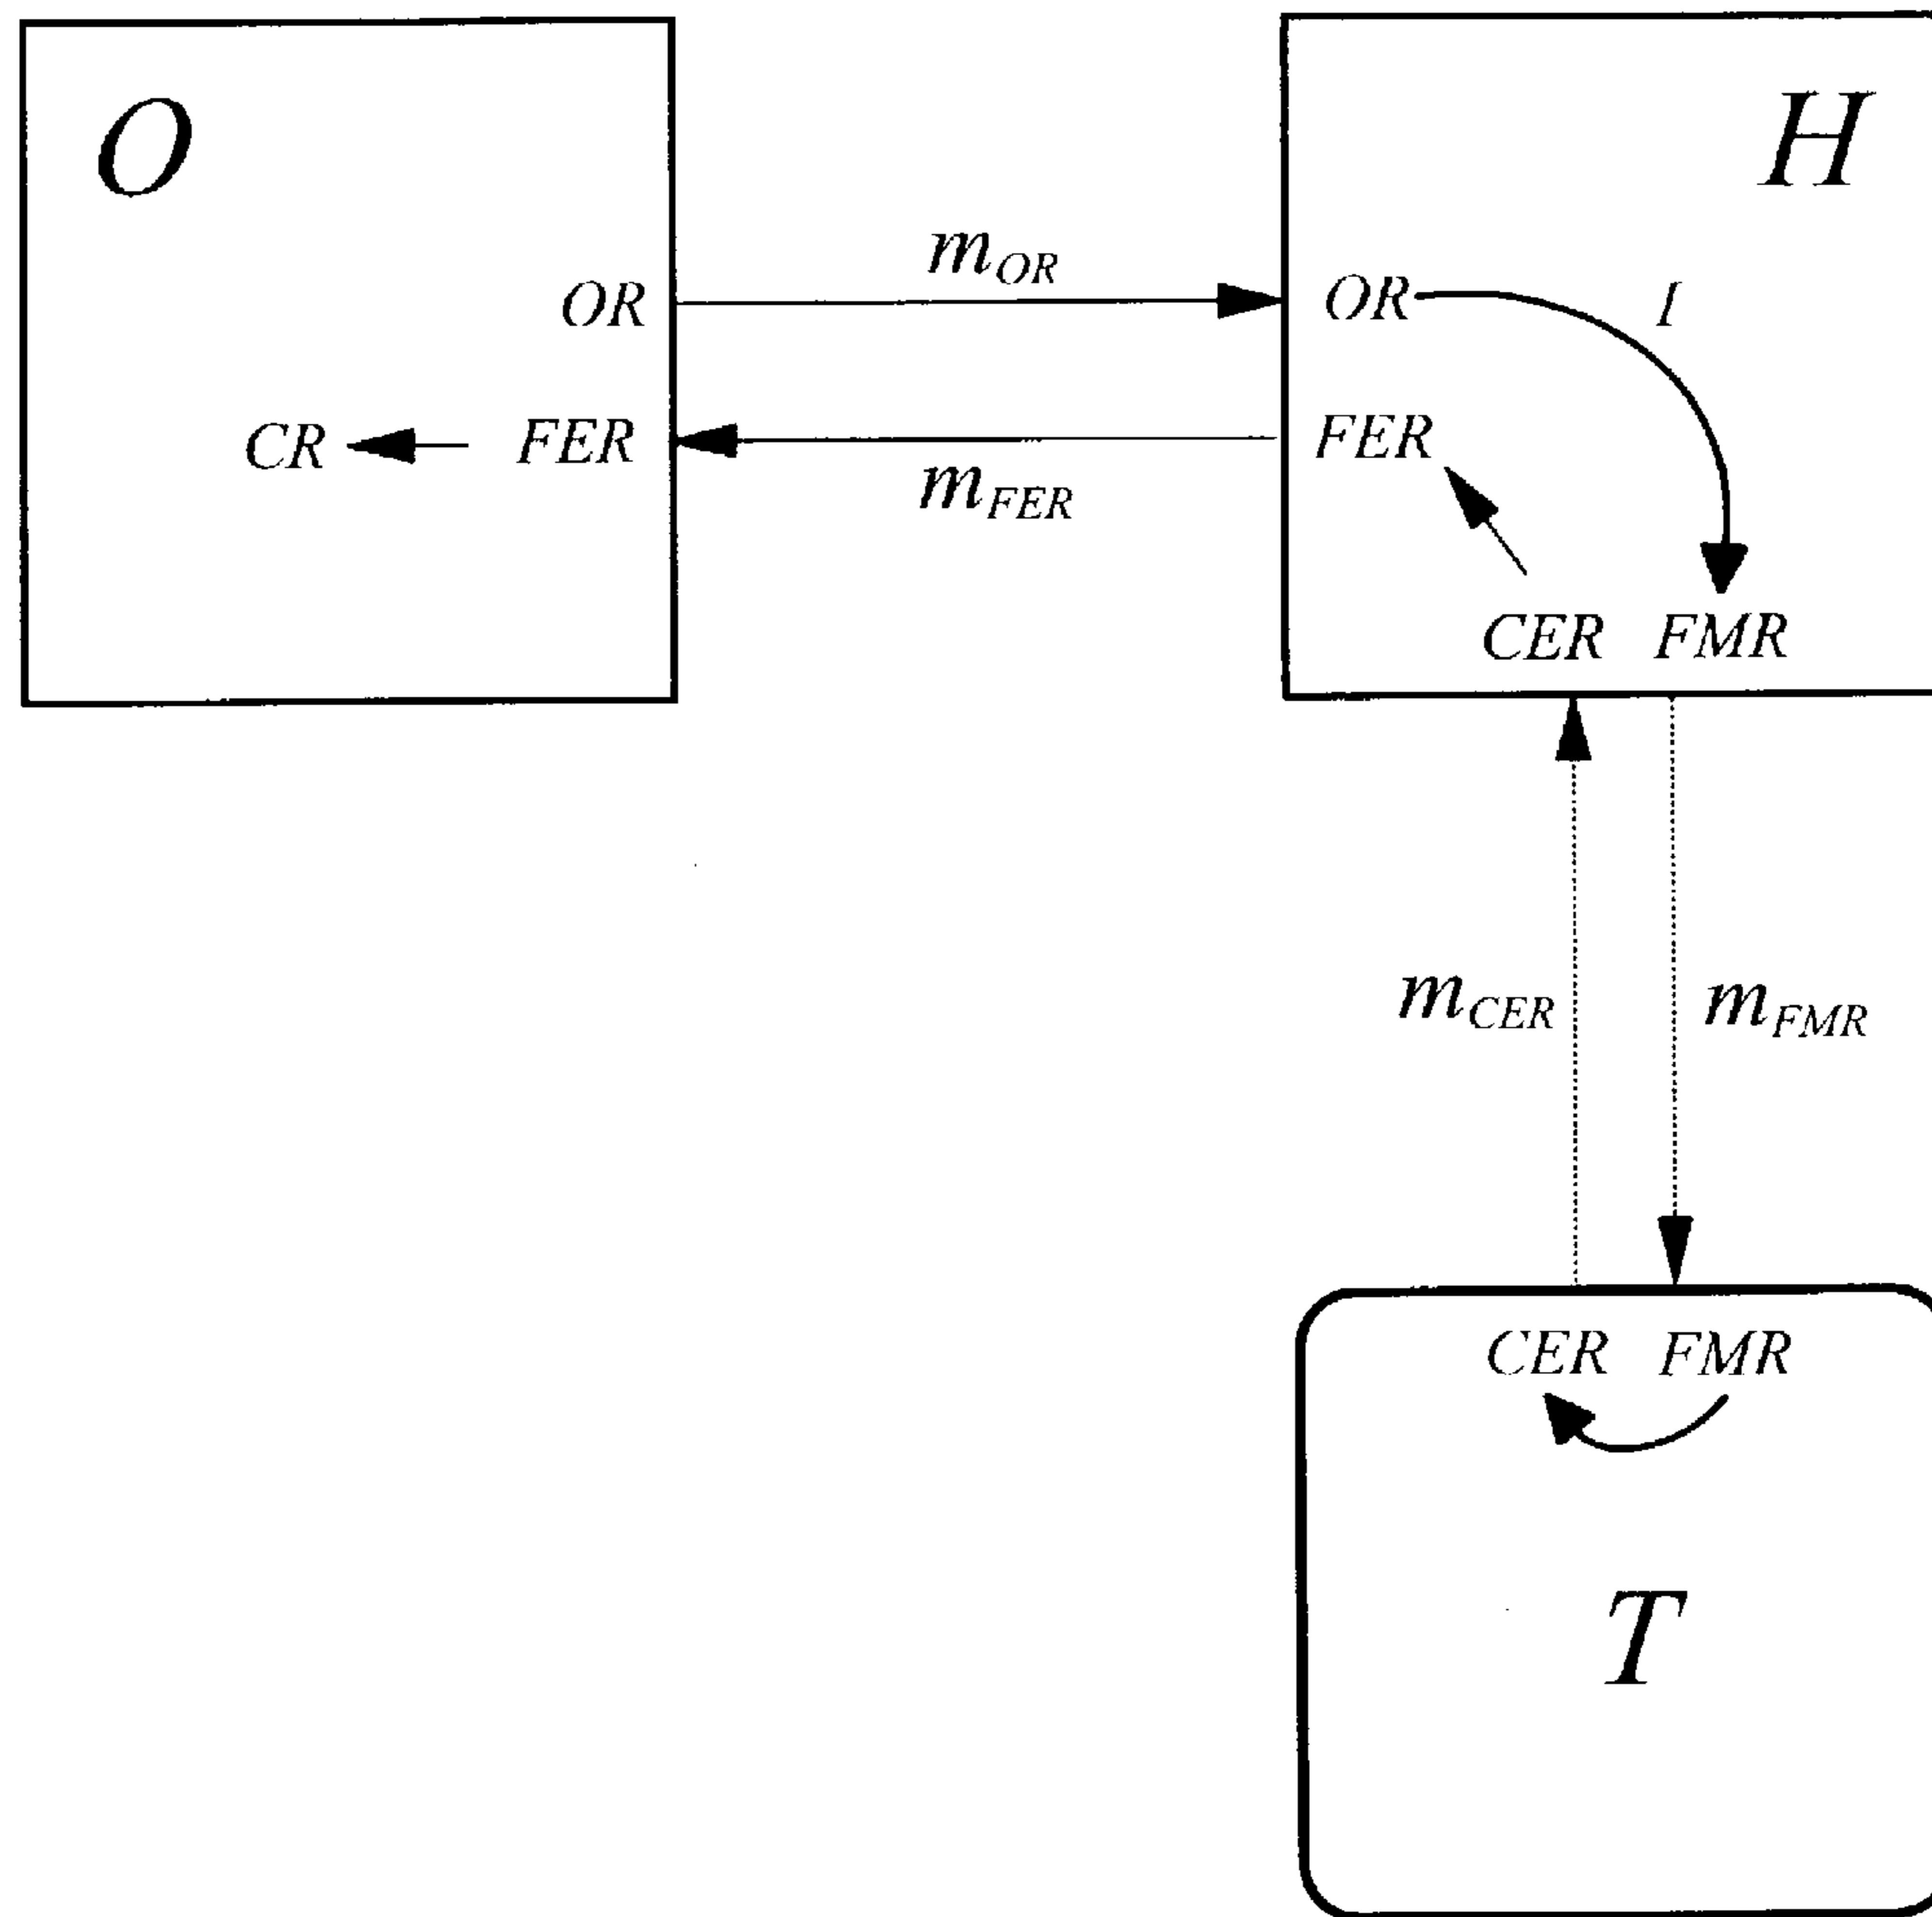 O
H
m_OR
OR
OR
I
CR
FER
FER
m_FER
CER FMR
m_CER
m_FMR
CER FMR
T